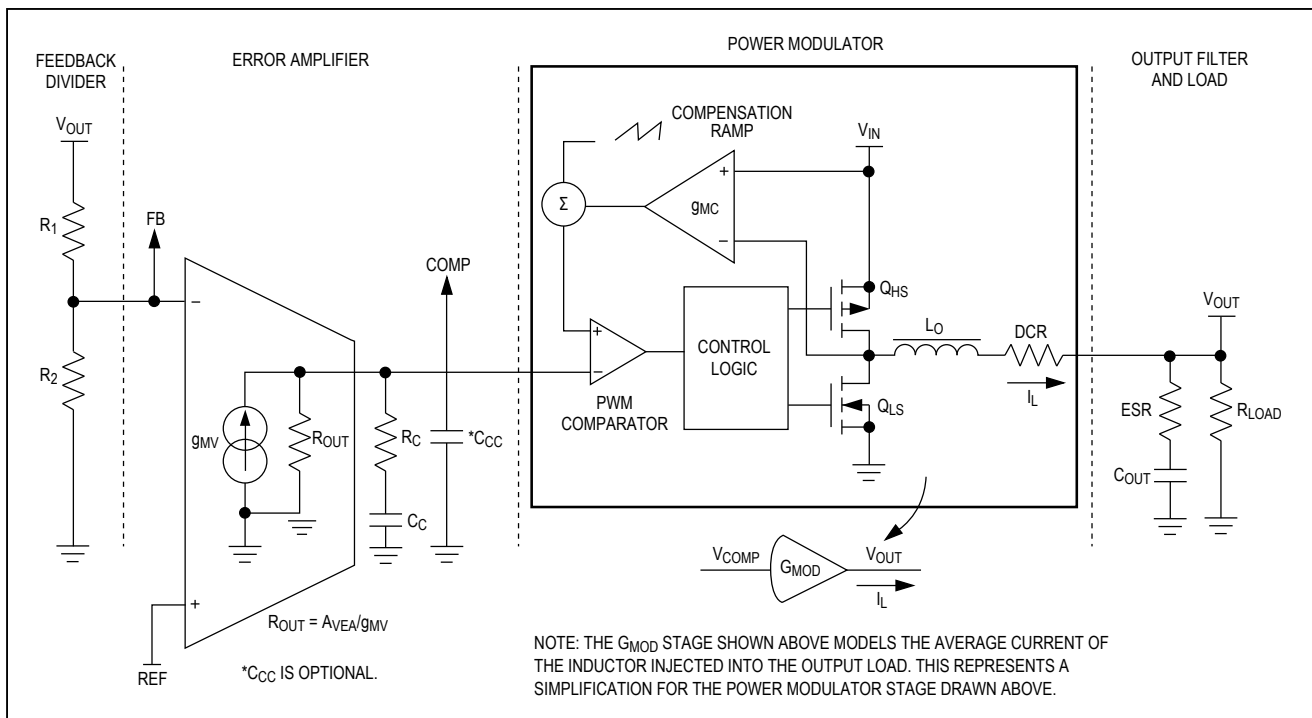 FEEDBACK
DIVIDER
ERROR AMPLIFIER
POWER MODULATOR
OUTPUT FILTER
AND LOAD
VOUT
R1
FB
R2
COMP
gMV
ROUT
RC
CC
*CCC
REF
ROUT = AVEA/gMV
*CCC IS OPTIONAL.
COMPENSATION
RAMP
VIN
Σ
gMC
+
−
QHS
CONTROL
LOGIC
PWM
COMPARATOR
+
−
QLS
LO
DCR
IL
VOUT
ESR
RLOAD
COUT
−
+
VCOMP
GMOD
VOUT
IL
NOTE: THE GMOD STAGE SHOWN ABOVE MODELS THE AVERAGE CURRENT OF
THE INDUCTOR INJECTED INTO THE OUTPUT LOAD. THIS REPRESENTS A
SIMPLIFICATION FOR THE POWER MODULATOR STAGE DRAWN ABOVE.